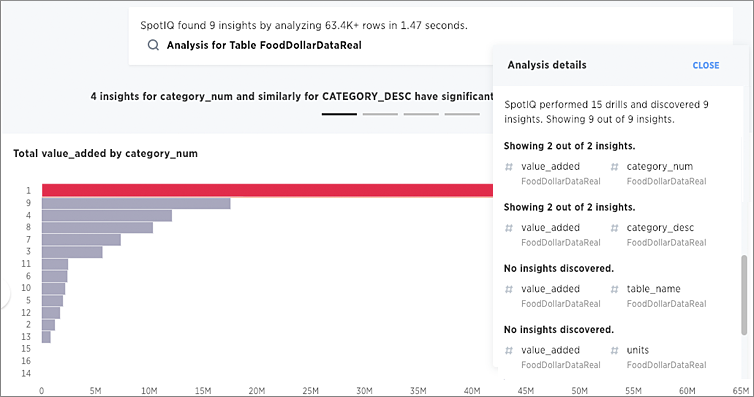 SpotIQ found 9 insights by analyzing 63.4K+ rows in 1.47 seconds.
Analysis for Table FoodDollarDataReal
4 insights for category_num and similarly for CATEGORY_DESC have significant
Total value_added by category_num
1
9
4
8
7
3
11
6
10
5
12
2
13
15
16
14
0 5M 10M 15M 20M 25M 30M 35M 40M 45M 50M 55M 60M 65M
Analysis details
CLOSE
SpotIQ performed 15 drills and discovered 9
insights. Showing 9 out of 9 insights.
Showing 2 out of 2 insights.
# value_added # category_num
FoodDollarDataReal FoodDollarDataReal
Showing 2 out of 2 insights.
# value_added # category_desc
FoodDollarDataReal FoodDollarDataReal
No insights discovered.
# value_added # table_name
FoodDollarDataReal FoodDollarDataReal
No insights discovered.
# value_added # units
FoodDollarDataReal FoodDollarDataReal